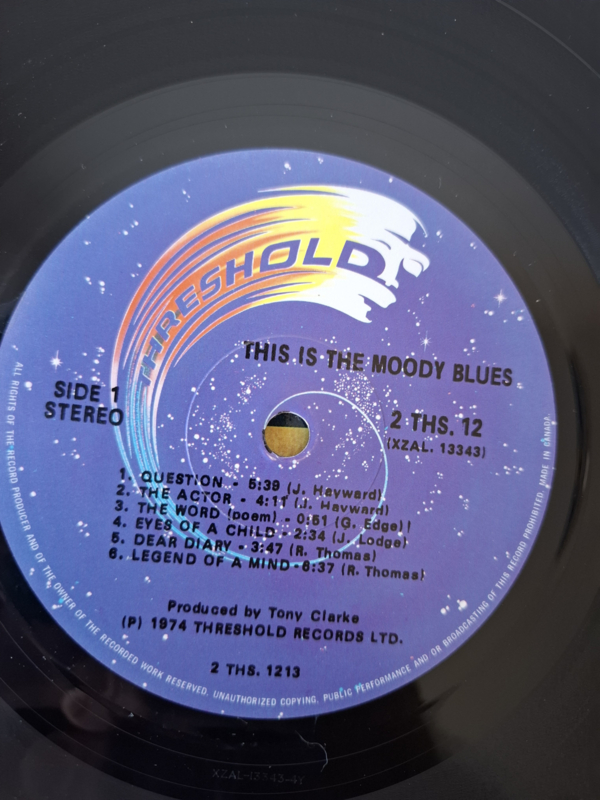 THRESHOLD
THIS IS THE MOODY BLUES
SIDE 1
STEREO
2 THS. 12
(XZAL. 13343)
1. QUESTION - 5:39 (J. Hayward)
2. THE ACTOR - 4:11 (J. Hayward)
3. THE WORD (poem) - 0:51 (G. Edge)
4. EYES OF A CHILD - 2:34 (J. Lodge)
5. DEAR DIARY - 3:47 (R. Thomas)
6. LEGEND OF A MIND - 6:37 (R. Thomas)
Produced by Tony Clarke
(P) 1974 THRESHOLD RECORDS LTD.
2 THS. 1213
ALL RIGHTS OF THE RECORD PRODUCER AND OF THE OWNER OF THE RECORDED WORK RESERVED. UNAUTHORIZED COPYING, PUBLIC PERFORMANCE AND/OR BROADCASTING OF THIS RECORD PROHIBITED. MADE IN CANADA.